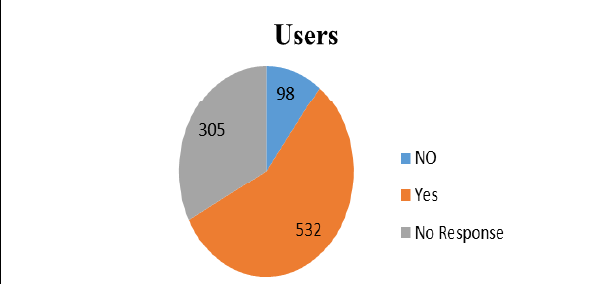 Users
98
305
532
NO
Yes
No Response